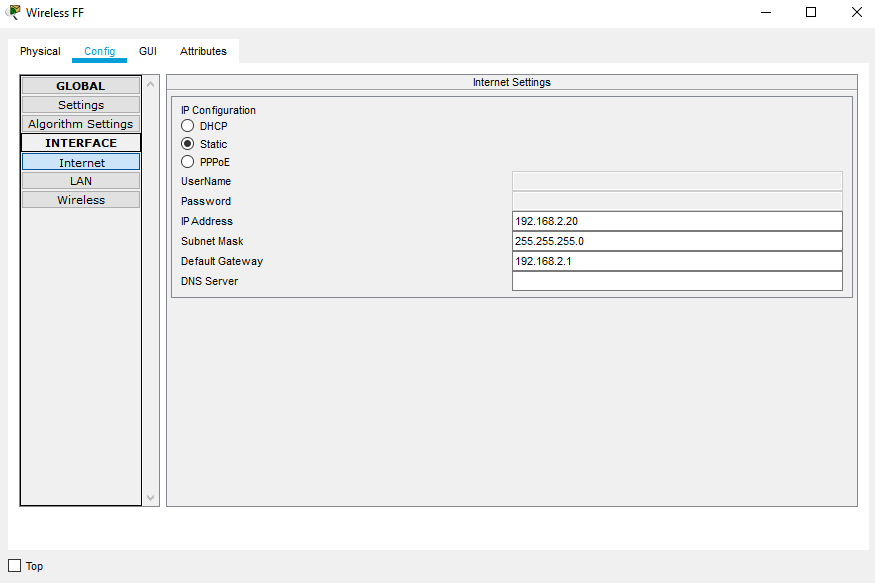 Wireless FF
Physical Config GUI Attributes
GLOBAL
Settings
Algorithm Settings
INTERFACE
Internet
LAN
Wireless
Internet Settings
IP Configuration
DHCP
Static
PPPoE
UserName
Password
IP Address 192.168.2.20
Subnet Mask 255.255.255.0
Default Gateway 192.168.2.1
DNS Server
Top